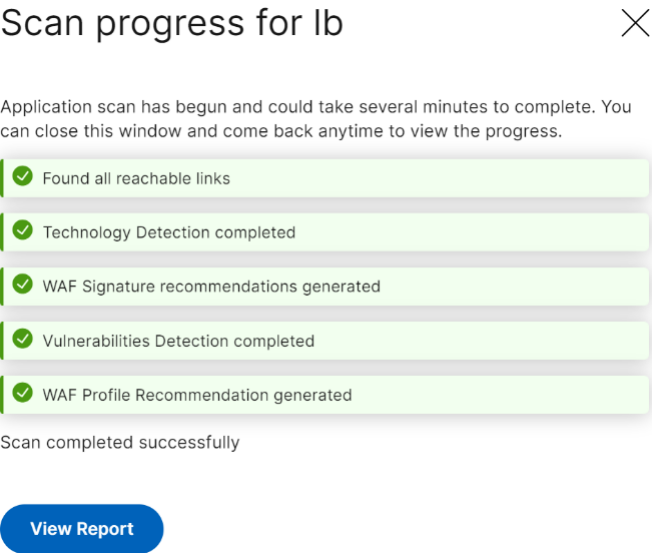 Scan progress for lb
Application scan has begun and could take several minutes to complete. You
can close this window and come back anytime to view the progress.
Found all reachable links
Technology Detection completed
WAF Signature recommendations generated
Vulnerabilities Detection completed
WAF Profile Recommendation generated
Scan completed successfully
View Report